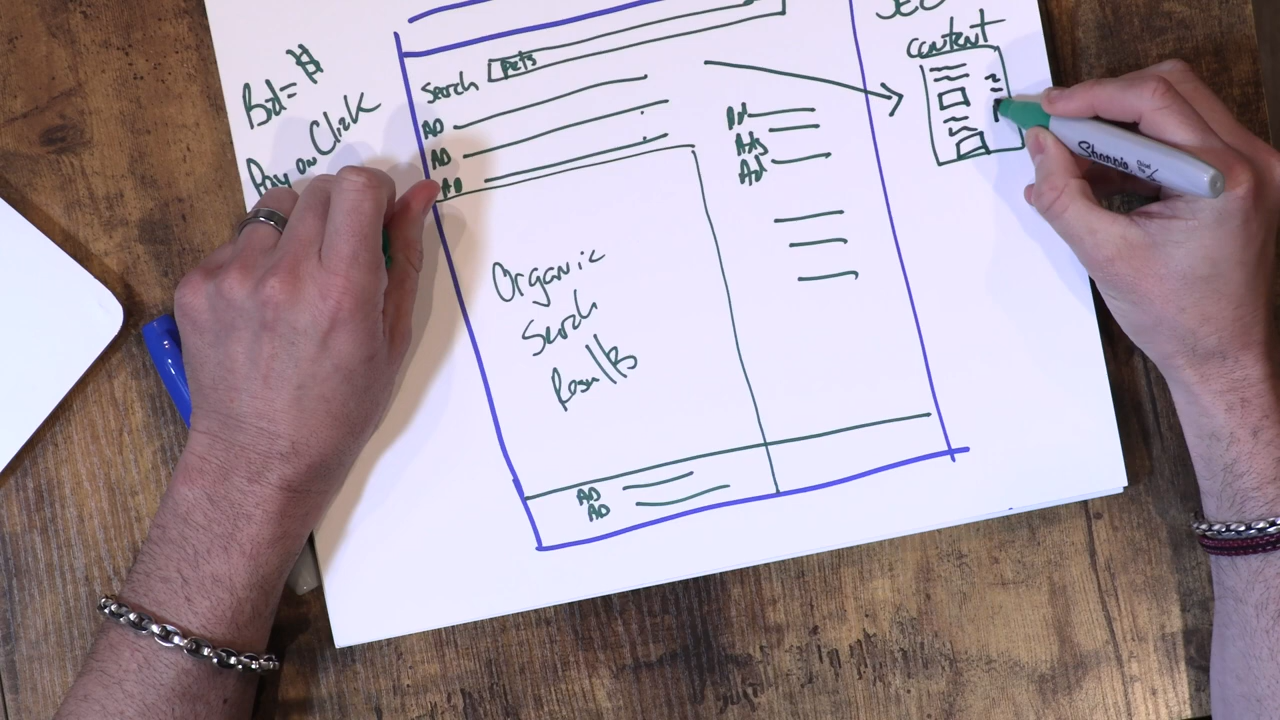 SEO
content
Bid = $
Pay on Click
Search pets
AD
AD
AD
Ad
Ads
Ad
Organic
Search
Results
AD
AD
Sharpie